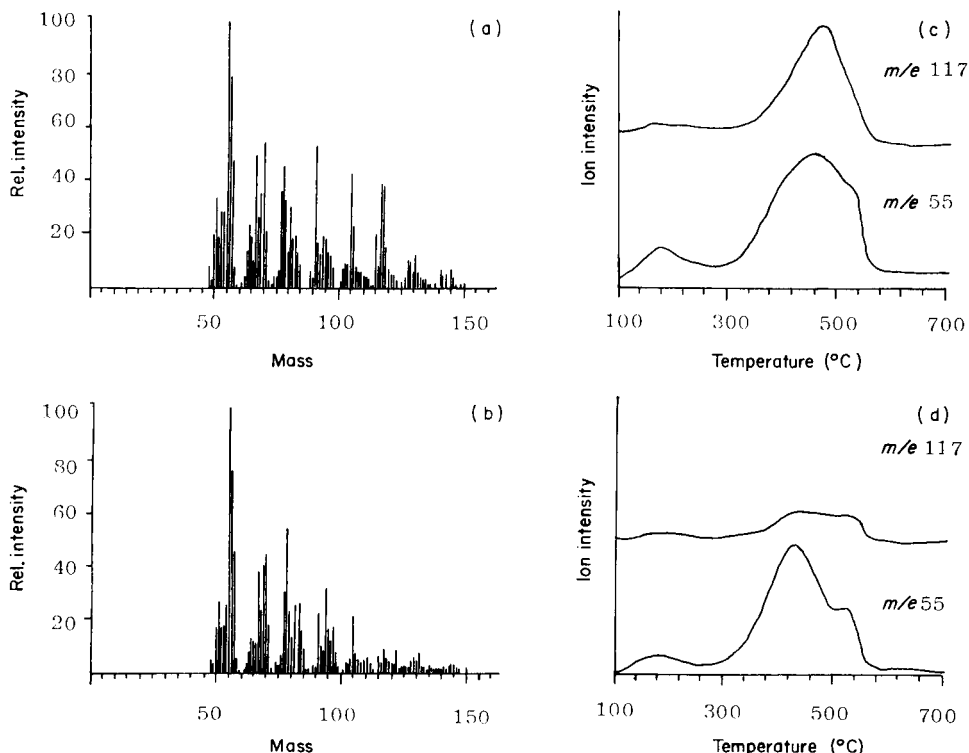 (a)
Rel. intensity
100
80
60
40
20
50
100
150
Mass
(c)
m/e 117
m/e 55
Ion intensity
100
300
500
700
Temperature (°C)
(b)
Rel. intensity
100
80
60
40
20
50
100
150
Mass
(d)
m/e 117
m/e 55
Ion intensity
100
300
500
700
Temperature (°C)